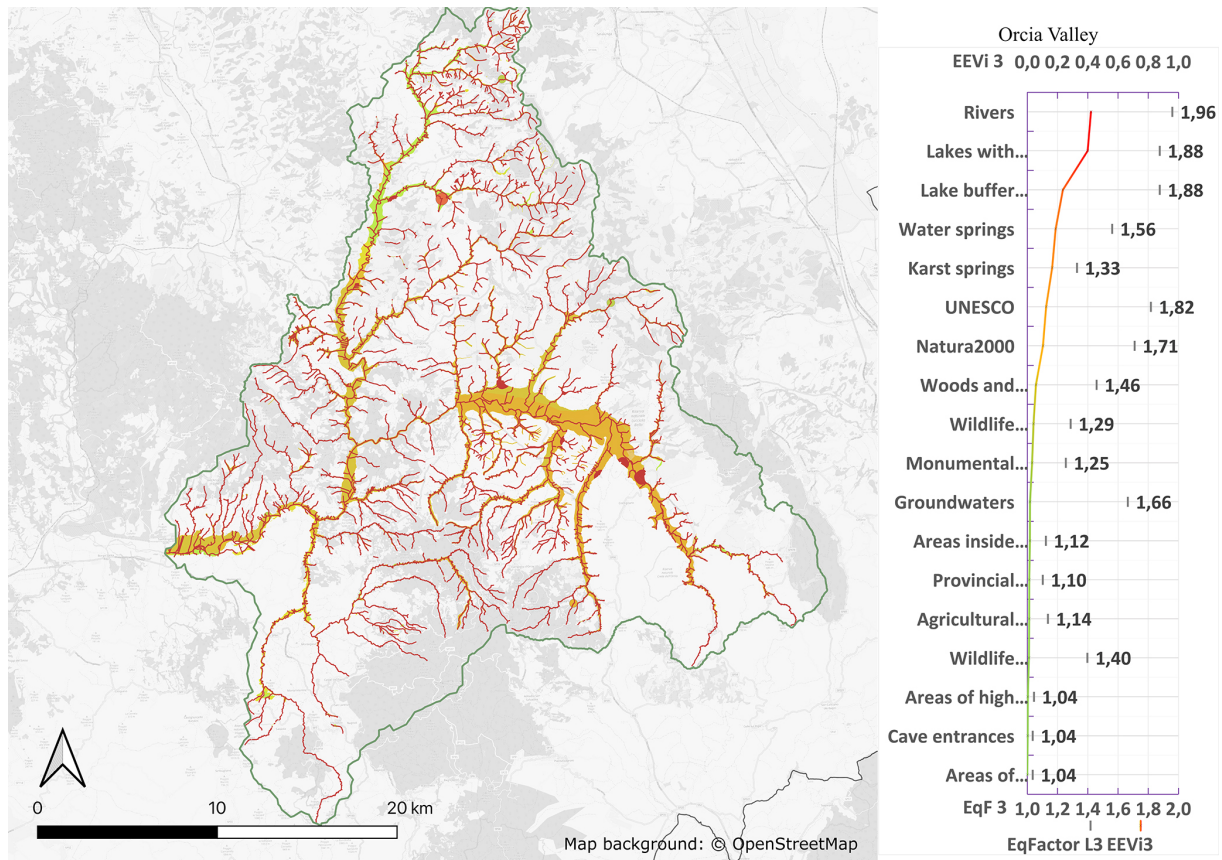 Orcia Valley
EEVi 3 0,0 0,2 0,4 0,6 0,8 1,0
Rivers 1,96
Lakes with... 1,88
Lake buffer... 1,88
Water springs 1,56
Karst springs 1,33
UNESCO 1,82
Natura2000 1,71
Woods and... 1,46
Wildlife... 1,29
Monumental... 1,25
Groundwaters 1,66
Areas inside... 1,12
Provincial... 1,10
Agricultural... 1,14
Wildlife... 1,40
Areas of high... 1,04
Cave entrances 1,04
Areas of... 1,04
EqF 3 1,0 1,2 1,4 1,6 1,8 2,0
EqFactor L3 EEVi3
0 10 20 km
Map background: © OpenStreetMap